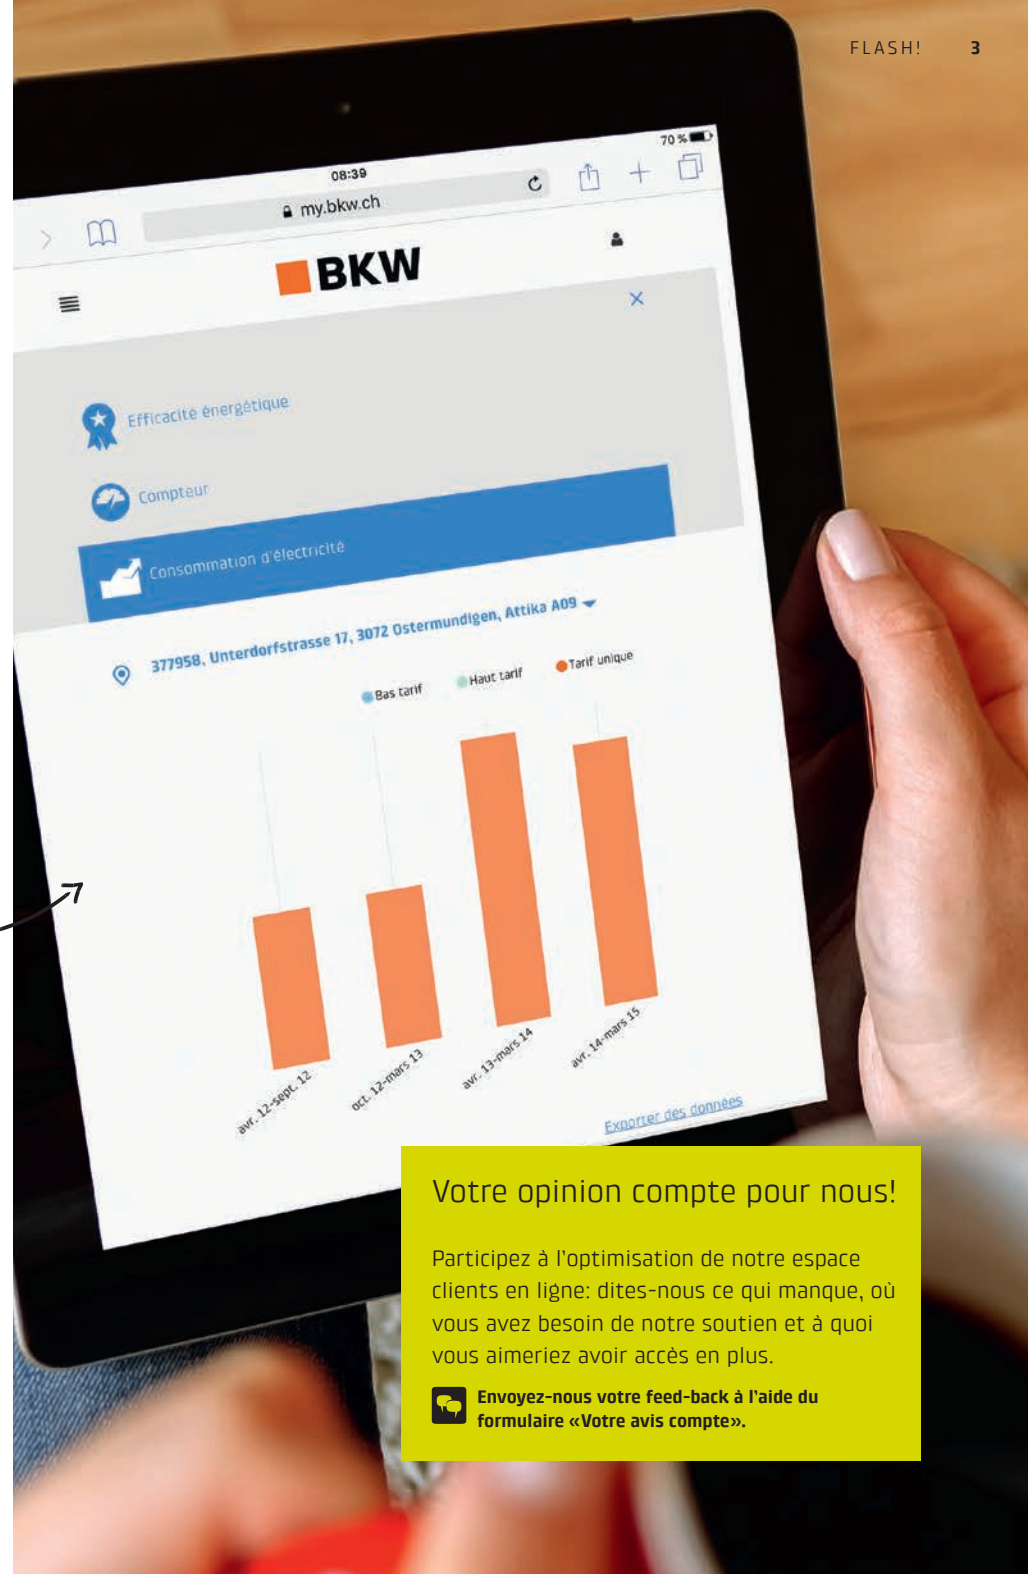 FLASH! 3
70 %
08:39
my.bkw.ch
BKW
Efficacité énergétique
Compteur
Consommation d'électricité
377958, Unterdorfstrasse 17, 3072 Ostermundigen, Attika A09
Bas tarif Haut tarif Tarif unique
avr. 12-sept. 12
oct. 12-mars 13
avr. 13-mars 14
avr. 14-mars 15
Exporter des données
Votre opinion compte pour nous!
Participez à l'optimisation de notre espace
clients en ligne: dites-nous ce qui manque, où
vous avez besoin de notre soutien et à quoi
vous aimeriez avoir accès en plus.
Envoyez-nous votre feed-back à l'aide du
formulaire «Votre avis compte».